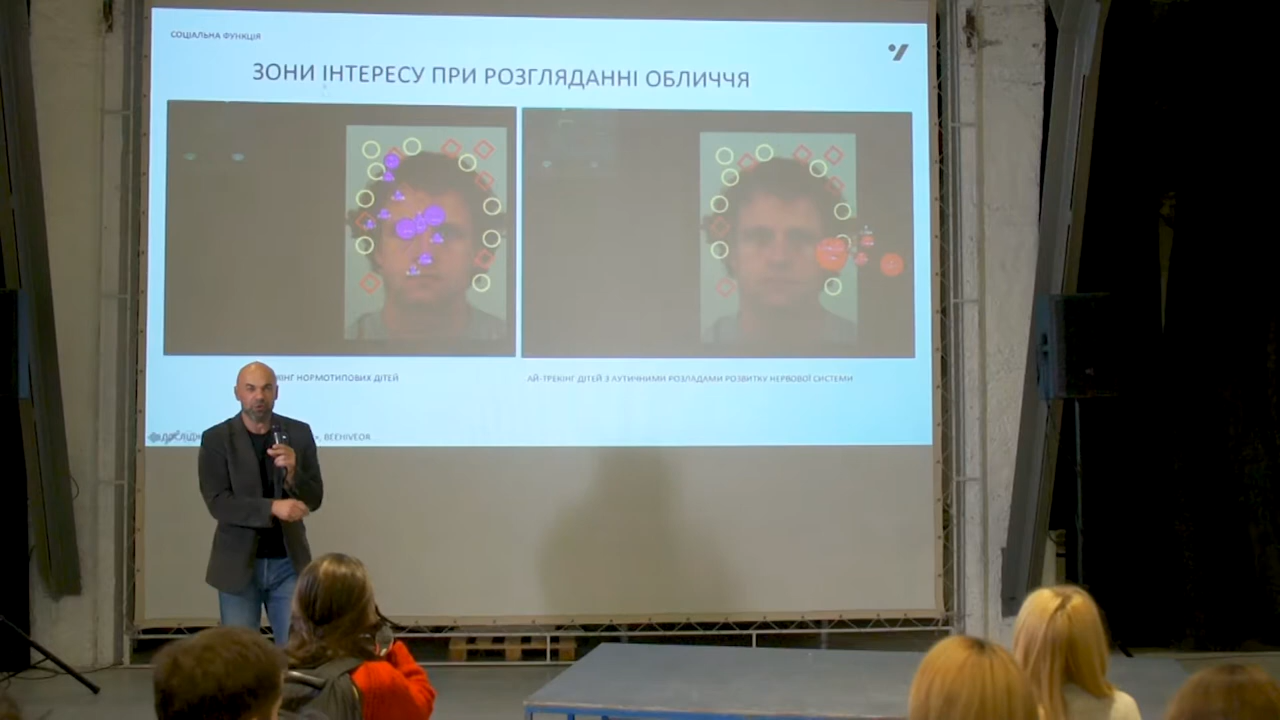 СОЦІАЛЬНА ФУНКЦІЯ
ЗОНИ ІНТЕРЕСУ ПРИ РОЗГЛЯДАННІ ОБЛИЧЧЯ
НОРМОТИПОВИХ ДІТЕЙ
АЙ-ТРЕКІНГ ДІТЕЙ З АУТИЧНИМИ РОЗЛАДАМИ РОЗВИТКУ НЕРВОВОЇ СИСТЕМИ
BEEHIVEOR